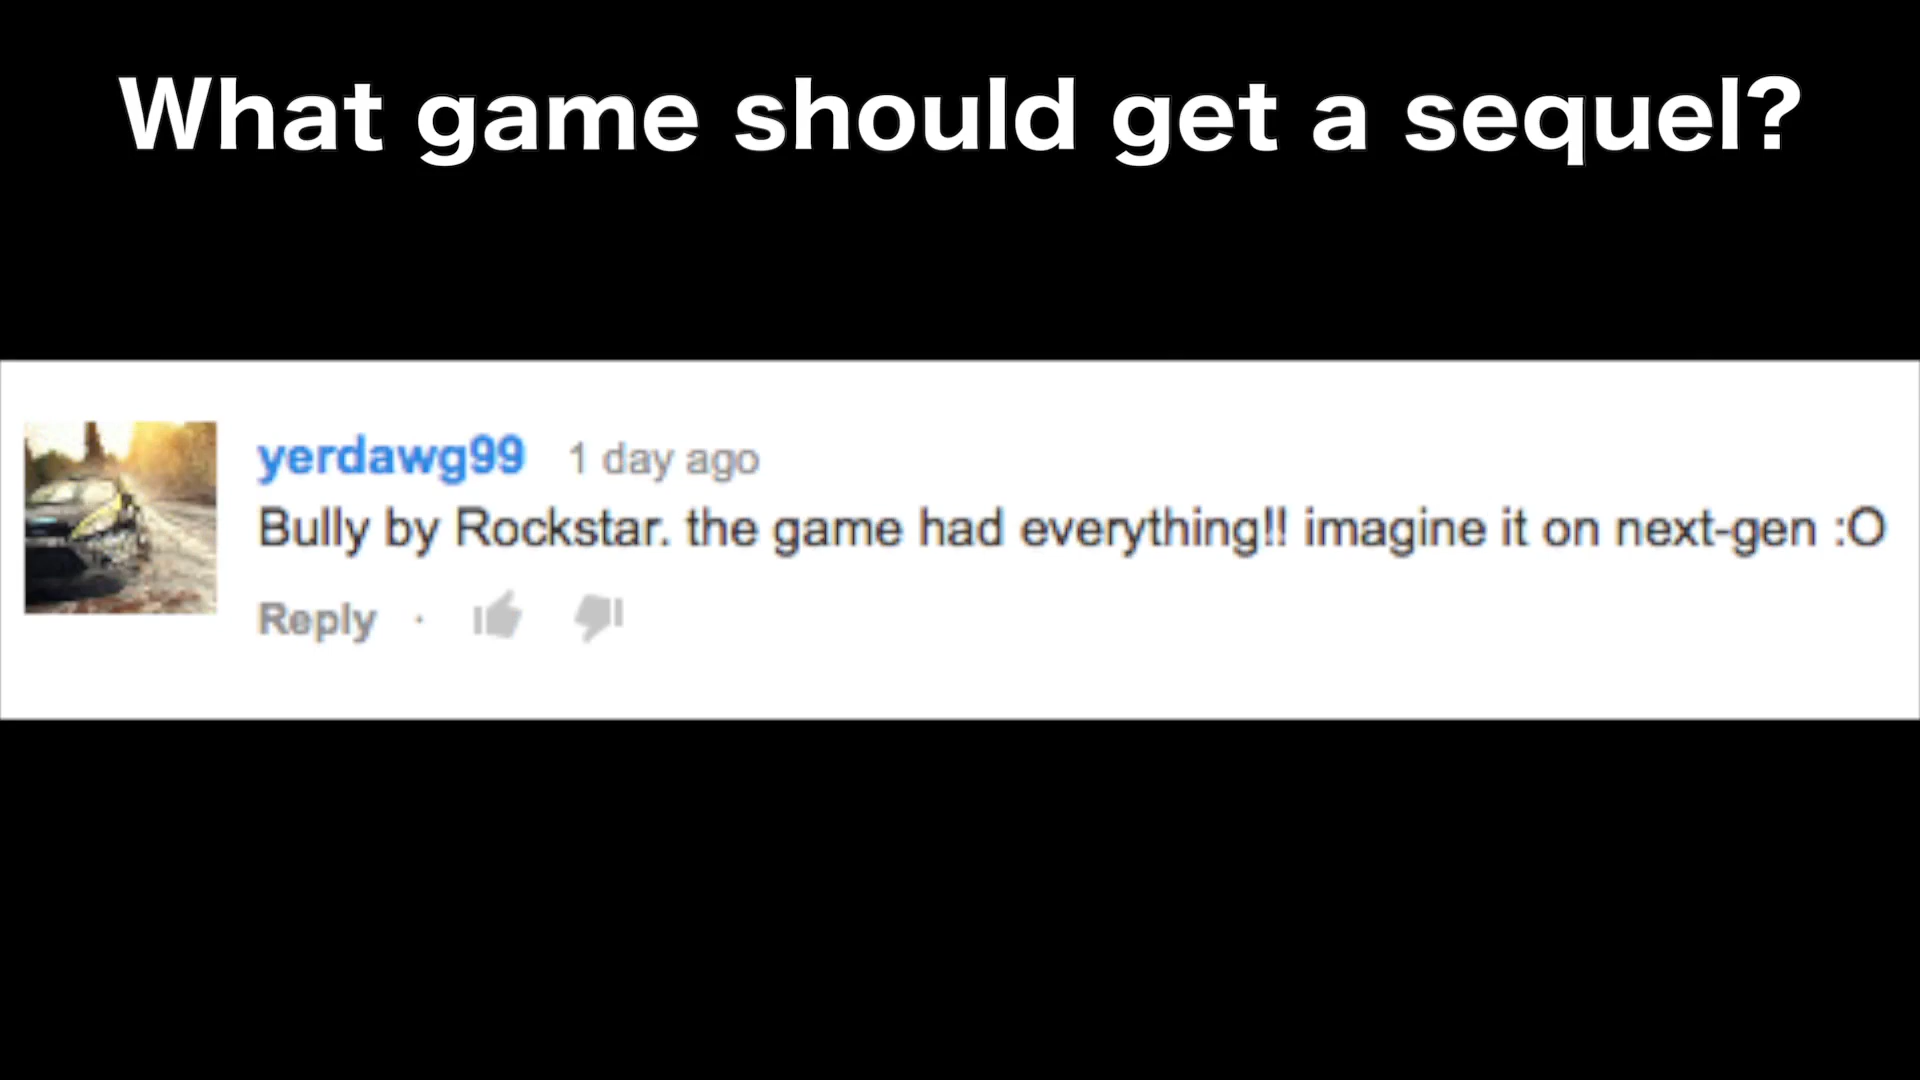 What game should get a sequel?
yerdawg99 1 day ago
Bully by Rockstar. the game had everything!! imagine it on next-gen :O
Reply ·